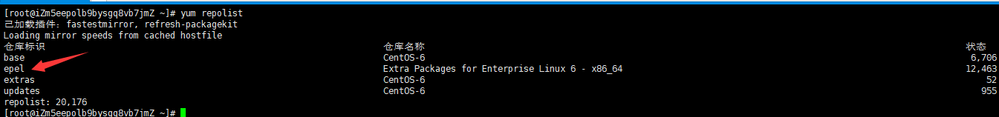 [root@iZm5eepolb9bysgq8vb7jmZ ~]# yum repolist
已加载插件：fastestmirror, refresh-packagekit
Loading mirror speeds from cached hostfile
仓库标识 仓库名称 状态
base CentOS-6 6,706
epel Extra Packages for Enterprise Linux 6 - x86_64 12,463
extras CentOS-6 52
updates CentOS-6 955
repolist: 20,176
[root@iZm5eepolb9bysgq8vb7jmZ ~]#